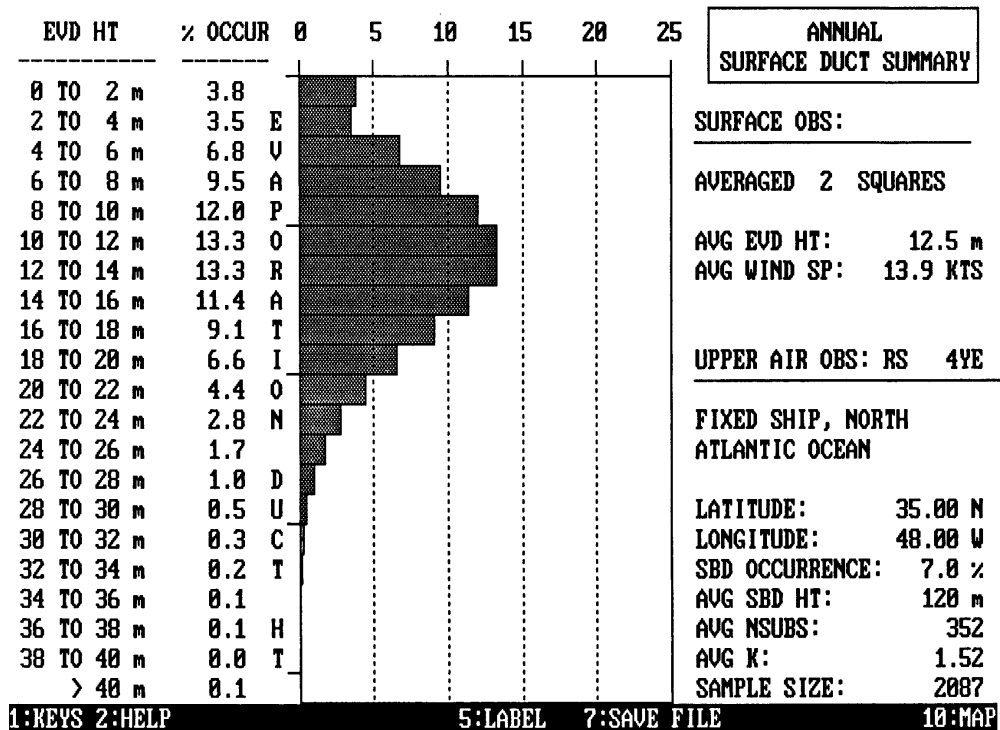 EVD HT % OCCUR 0 5 10 15 20 25
0 TO 2 m 3.8
2 TO 4 m 3.5
4 TO 6 m 6.8
6 TO 8 m 9.5
8 TO 10 m 12.0
10 TO 12 m 13.3
12 TO 14 m 13.3
14 TO 16 m 11.4
16 TO 18 m 9.1
18 TO 20 m 6.6
20 TO 22 m 4.4
22 TO 24 m 2.8
24 TO 26 m 1.7
26 TO 28 m 1.0
28 TO 30 m 0.5
30 TO 32 m 0.3
32 TO 34 m 0.2
34 TO 36 m 0.1
36 TO 38 m 0.1
38 TO 40 m 0.0
> 40 m 0.1
EVAPORATION DUCT HT
ANNUAL
SURFACE DUCT SUMMARY
SURFACE OBS:
AVERAGED 2 SQUARES
AVG EVD HT: 12.5 m
AVG WIND SP: 13.9 KTS
UPPER AIR OBS: RS 4YE
FIXED SHIP, NORTH
ATLANTIC OCEAN
LATITUDE: 35.00 N
LONGITUDE: 48.00 W
SBD OCCURRENCE: 7.0 %
AVG SBD HT: 120 m
AVG NSUBS: 352
AVG K: 1.52
SAMPLE SIZE: 2087
1:KEYS 2:HELP 5:LABEL 7:SAVE FILE 10:MAP